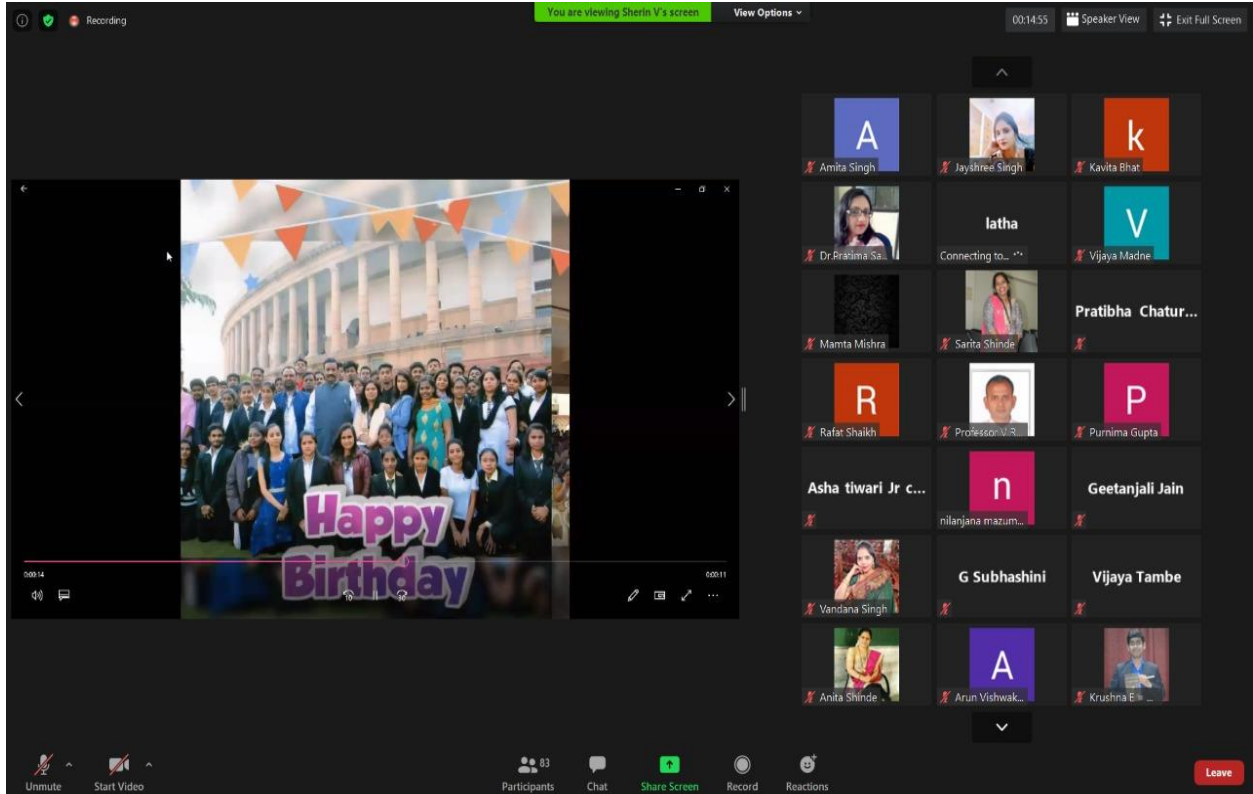 Recording
You are viewing Sherin V's screen
View Options
00:14:55
Speaker View
Exit Full Screen
A
Amita Singh
Jayshree Singh
k
Kavita Bhat
Dr.Pratima Sa...
latha
Connecting to...
V
Vijaya Madne
Mamta Mishra
Sarita Shinde
Pratibha Chatur...
R
Rafat Shaikh
Professor V.R...
P
Purnima Gupta
Asha tiwari Jr c...
n
nilanjana mazum...
Geetanjali Jain
Vandana Singh
G Subhashini
Vijaya Tambe
Anita Shinde
A
Arun Vishwak...
Krushna
Happy
Birthday
0:00:14
0:00:11
10
30
Unmute
Start Video
83
Participants
Chat
Share Screen
Record
Reactions
Leave